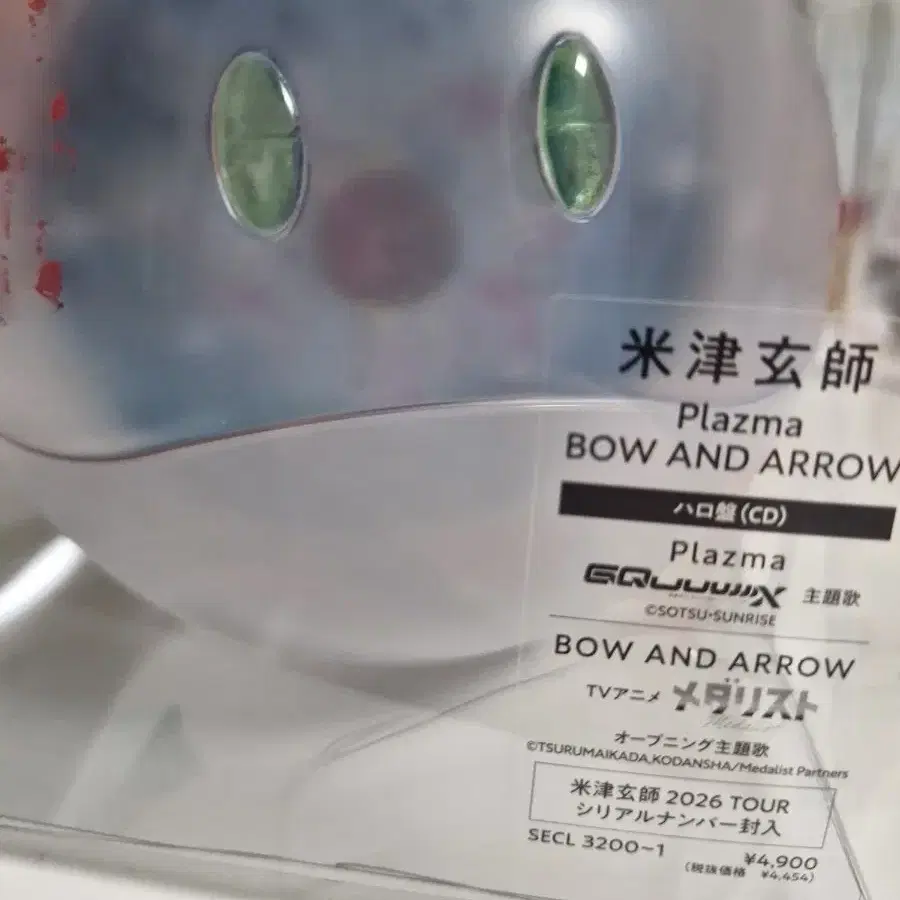 米津玄師
Plazma
BOW AND ARROW
ハロ盤(CD)
Plazma
GQuuuuuuX 主題歌
©SOTSU・SUNRISE
BOW AND ARROW
TVアニメ メダリスト
Medalist
オープニング主題歌
©TSURUMAIKADA,KODANSHA/Medalist Partners
米津玄師 2026 TOUR
シリアルナンバー封入
SECL 3200~1
¥4,900
(税抜価格 ¥4,454)